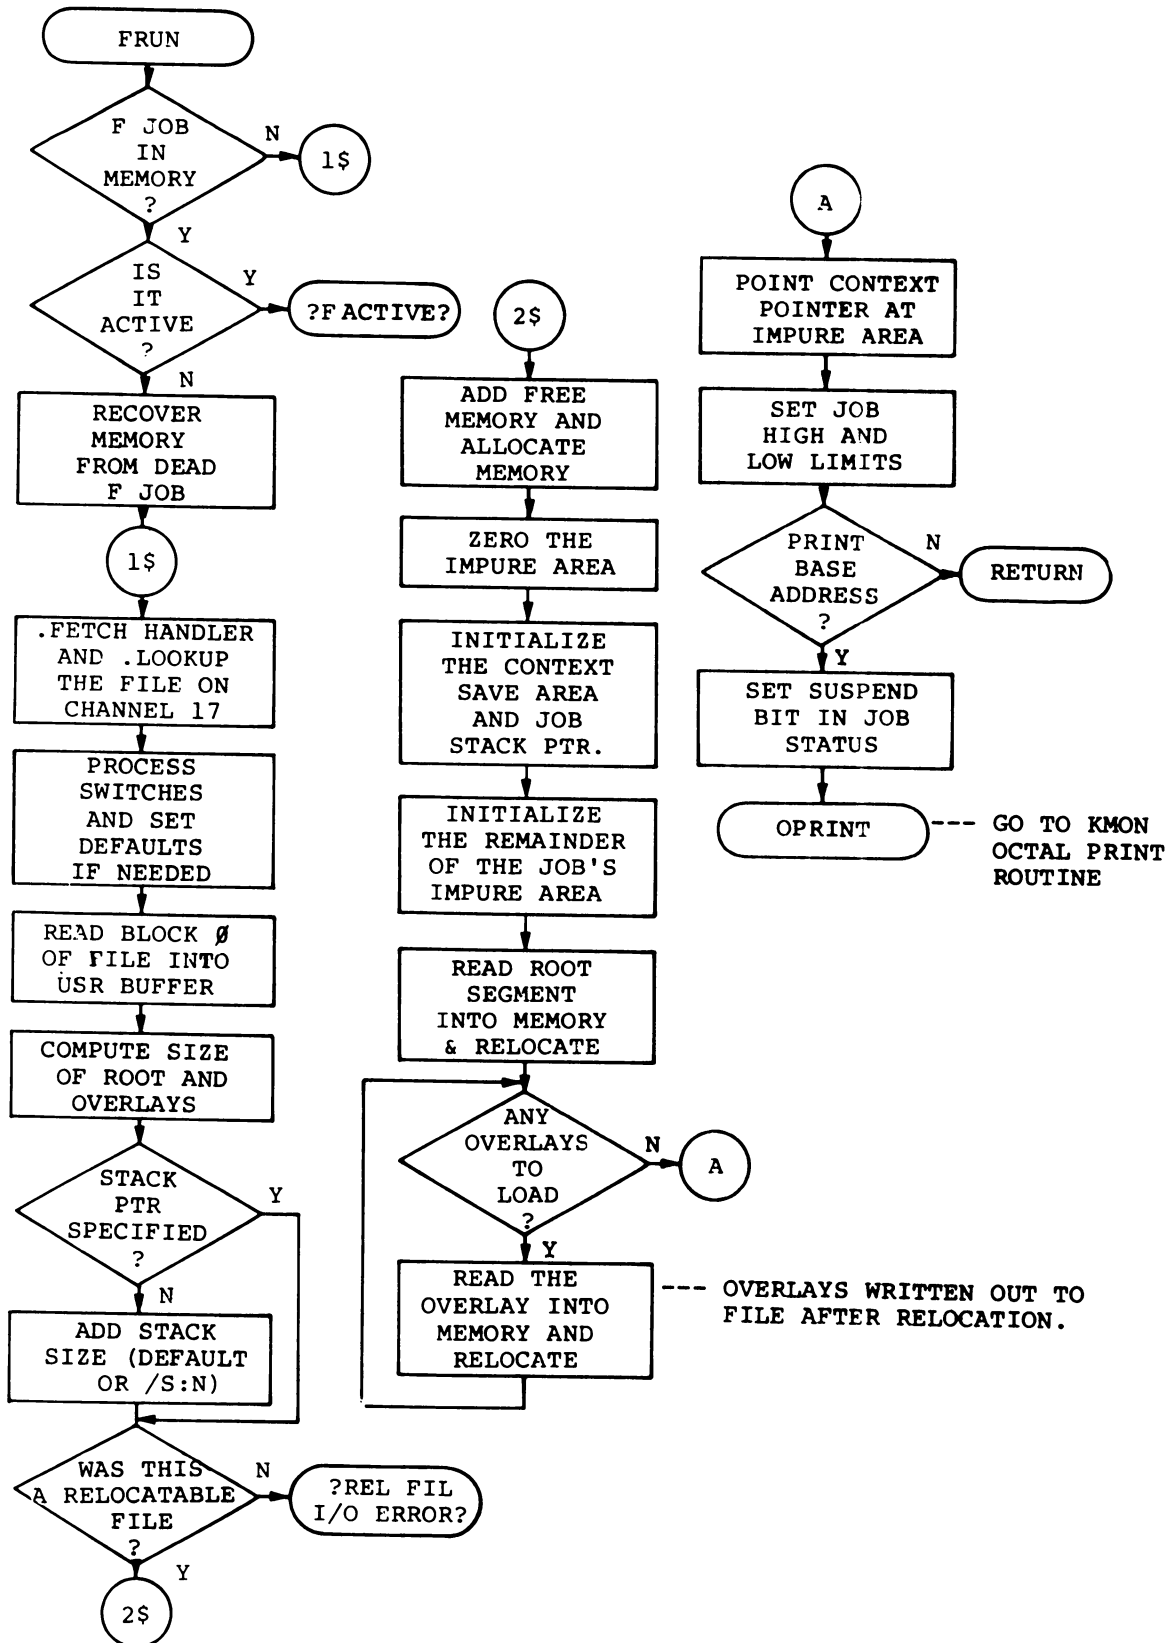 FRUN
F JOB
IN
MEMORY
?
N
1$
Y
IS
IT
ACTIVE
?
Y
?F ACTIVE?
N
RECOVER
MEMORY
FROM DEAD
F JOB
1$
.FETCH HANDLER
AND .LOOKUP
THE FILE ON
CHANNEL 17
PROCESS
SWITCHES
AND SET
DEFAULTS
IF NEEDED
READ BLOCK Ø
OF FILE INTO
USR BUFFER
COMPUTE SIZE
OF ROOT AND
OVERLAYS
STACK
PTR
SPECIFIED
?
Y
N
ADD STACK
SIZE (DEFAULT
OR /S:N)
WAS THIS
A RELOCATABLE
FILE
?
N
?REL FIL
I/O ERROR?
Y
2$
2$
ADD FREE
MEMORY AND
ALLOCATE
MEMORY
ZERO THE
IMPURE AREA
INITIALIZE
THE CONTEXT
SAVE AREA
AND JOB
STACK PTR.
INITIALIZE
THE REMAINDER
OF THE JOB'S
IMPURE AREA
READ ROOT
SEGMENT
INTO MEMORY
& RELOCATE
ANY
OVERLAYS
TO
LOAD
?
N
A
Y
READ THE
OVERLAY INTO
MEMORY AND
RELOCATE
--- OVERLAYS WRITTEN OUT TO
FILE AFTER RELOCATION.
A
POINT CONTEXT
POINTER AT
IMPURE AREA
SET JOB
HIGH AND
LOW LIMITS
PRINT
BASE
ADDRESS
?
N
RETURN
Y
SET SUSPEND
BIT IN JOB
STATUS
OPRINT
--- GO TO KMON
OCTAL PRINT
ROUTINE